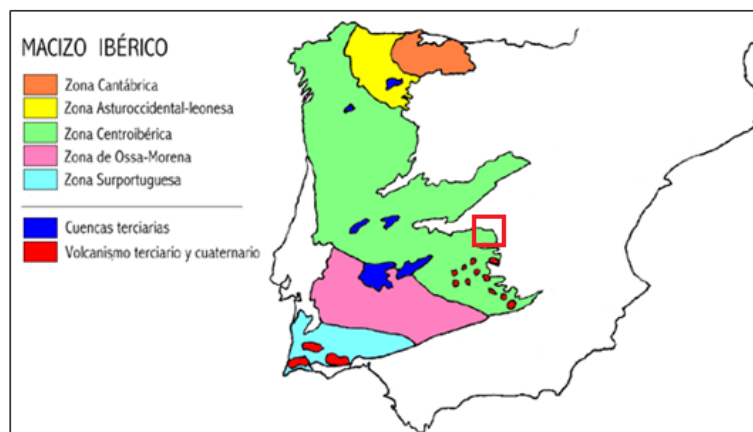 MACIZO IBÉRICO
Zona Cantábrica
Zona Asturoccidental-leonesa
Zona Centroibérica
Zona de Ossa-Morena
Zona Surportuguesa
Cuencas terciarias
Volcanismo terciario y cuaternario